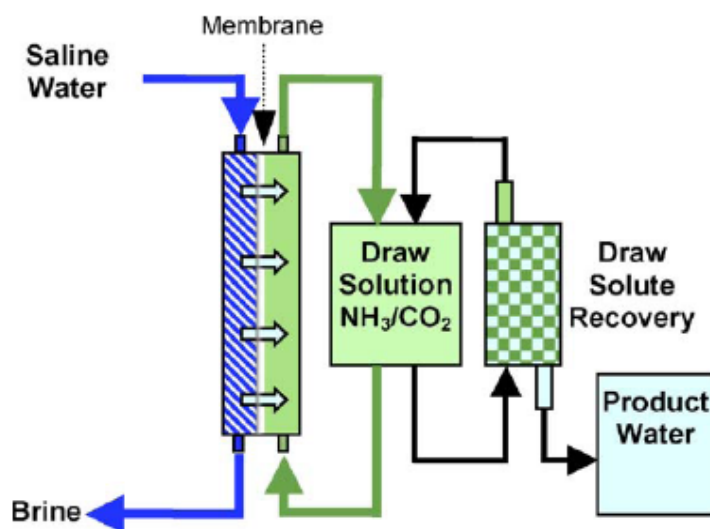 Membrane
Saline
Water
Draw
Solution
NH₃/CO₂
Draw
Solute
Recovery
Product
Water
Brine